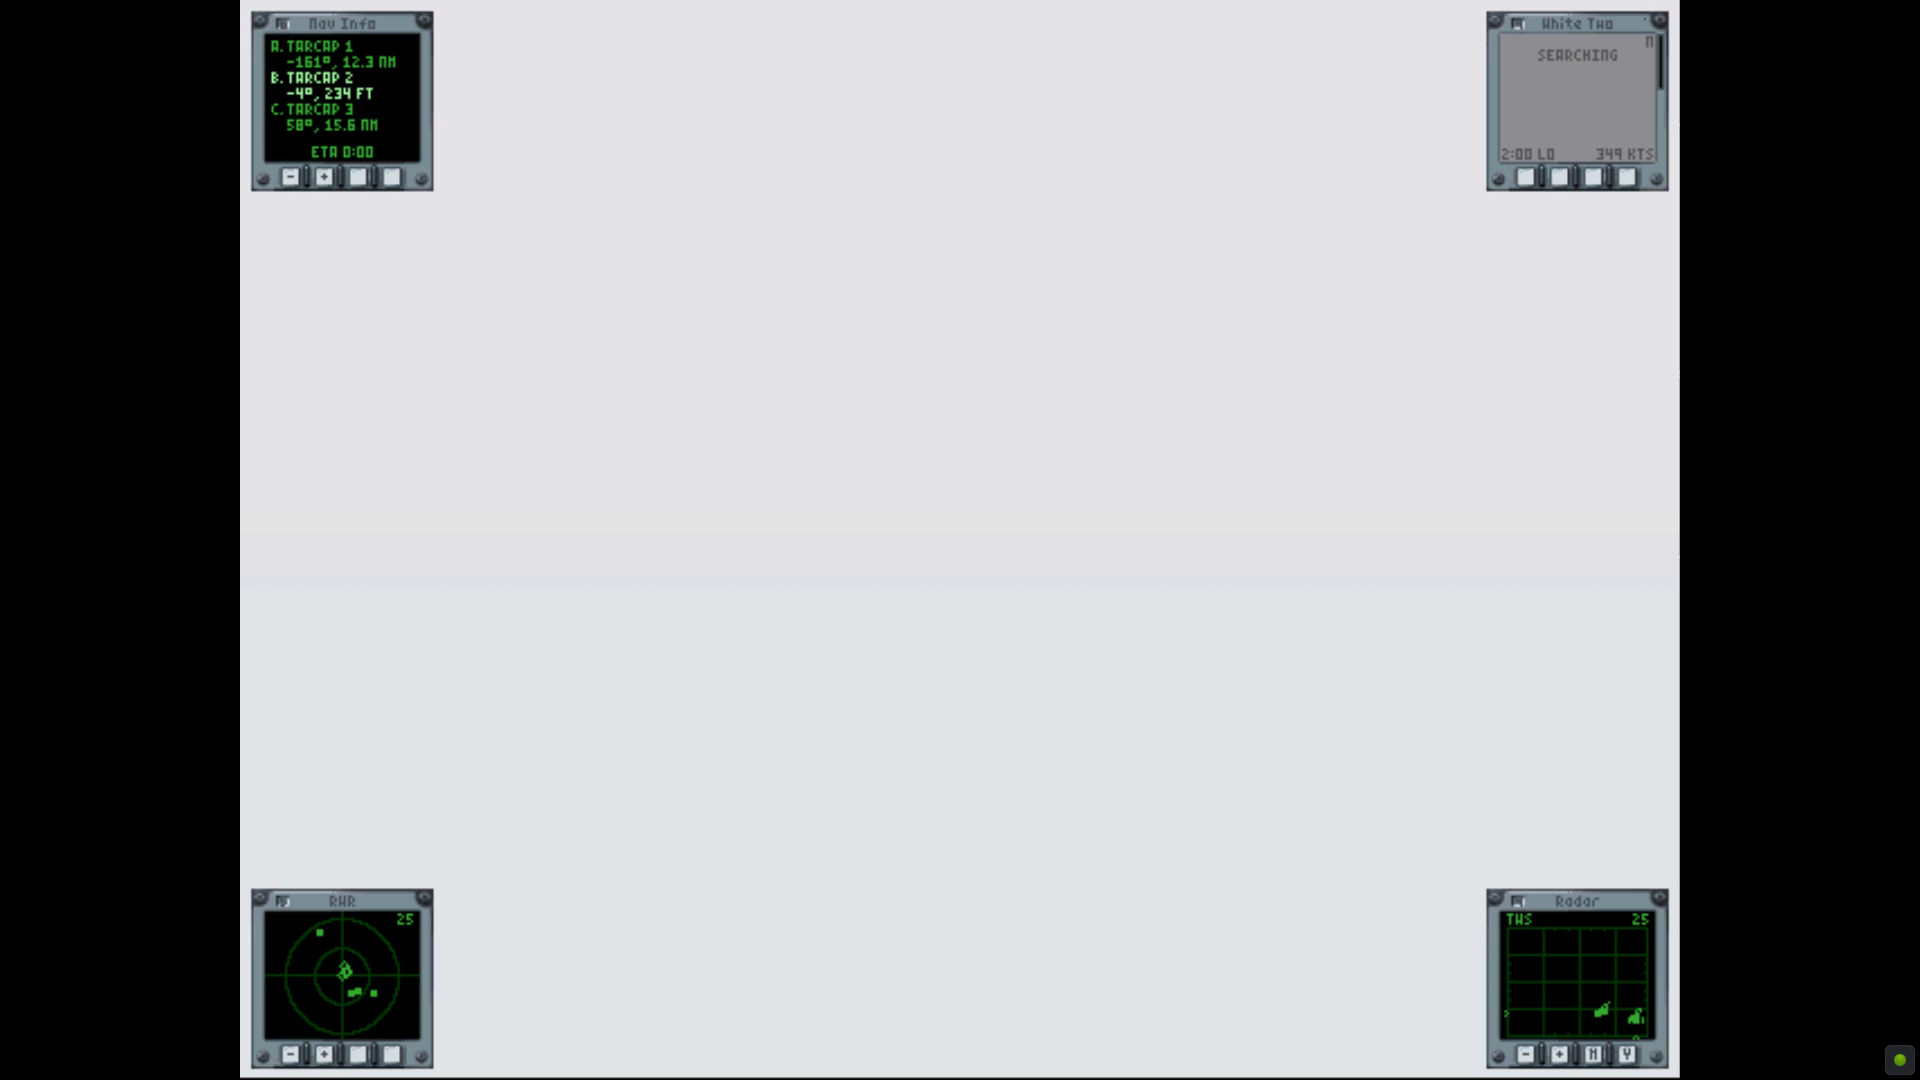 Nav Info
A.TARCAP 1
-161º, 12.3 NM
B.TARCAP 2
-4º, 234 FT
C.TARCAP 3
58º, 15.6 NM
ETA 0:00
- +
White Two
N
SEARCHING
2:00 LO 349 KTS
RWR
25
- +
Radar
TWS 25
- + M Y